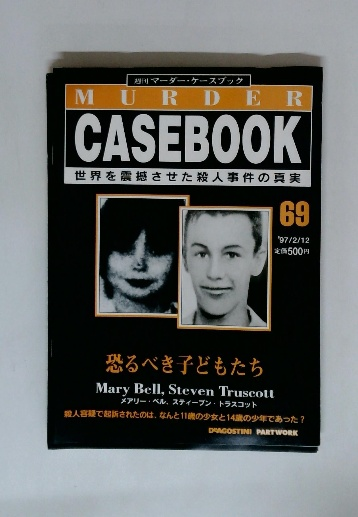 週刊 マーダー・ケースブック
MURDER
CASEBOOK
世界を震撼させた殺人事件の真実
69
'97/2/12
定価500円
恐るべき子どもたち
Mary Bell, Steven Truscott
メアリー・ベル、スティーブン・トラスコット
殺人容疑で起訴されたのは、なんと11歳の少女と14歳の少年であった？
DEAGOSTINI PARTWORK